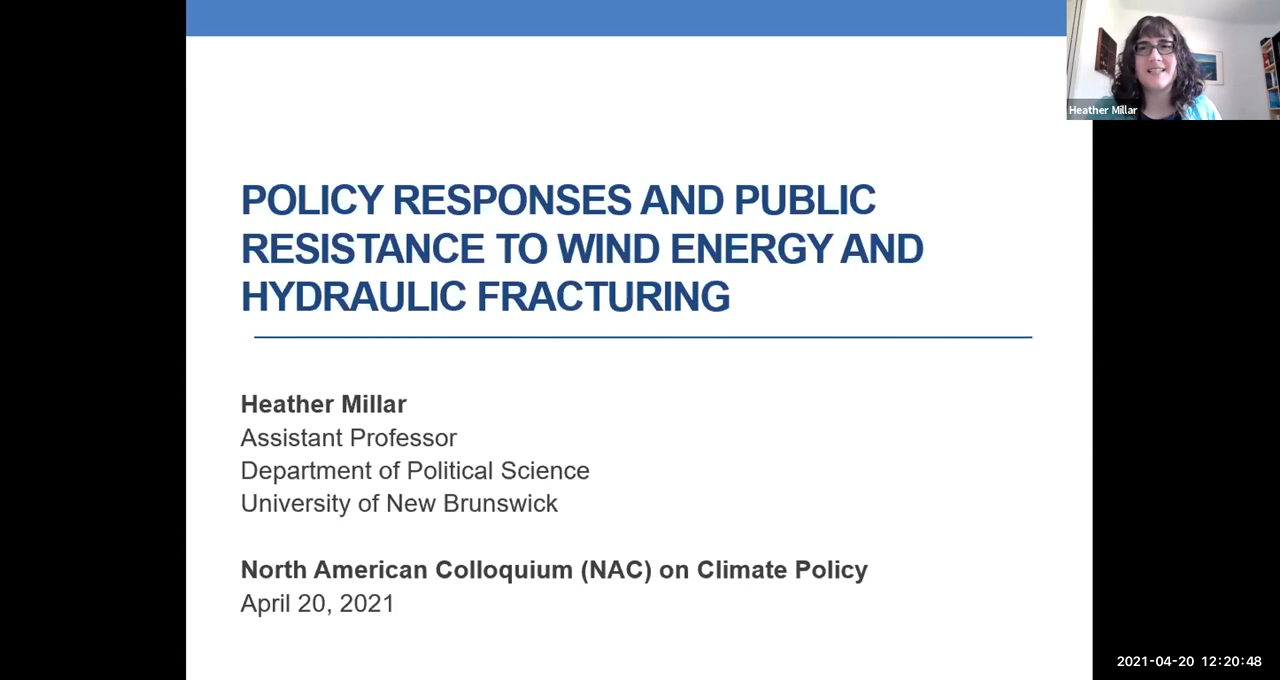 Heather Millar
POLICY RESPONSES AND PUBLIC
RESISTANCE TO WIND ENERGY AND
HYDRAULIC FRACTURING
Heather Millar
Assistant Professor
Department of Political Science
University of New Brunswick
North American Colloquium (NAC) on Climate Policy
April 20, 2021
2021-04-20 12:20:48